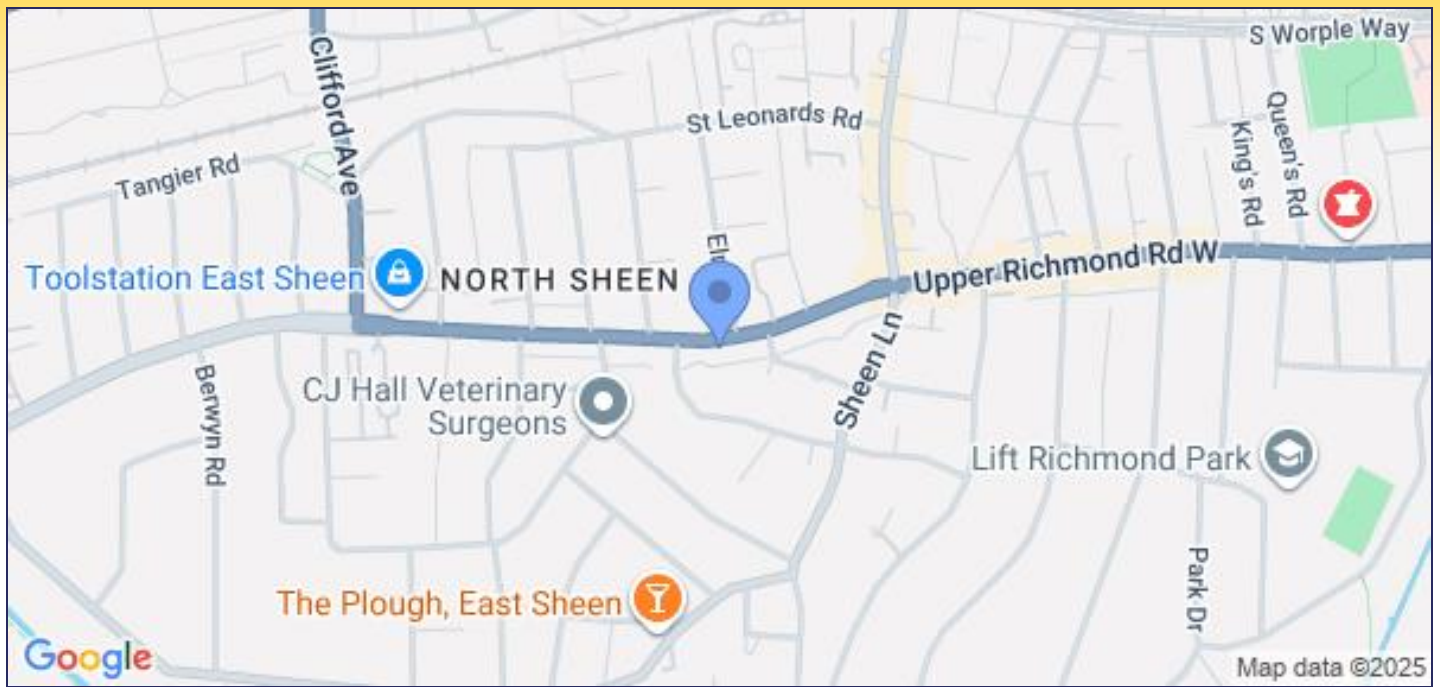 S Worple Way
Clifford Ave
St Leonards Rd
Queen's Rd
King's Rd
Tangier Rd
Toolstation East Sheen
NORTH SHEEN
Upper Richmond Rd W
Sheen Ln
Berwyn Rd
CJ Hall Veterinary
Surgeons
Lift Richmond Park
Park Dr
The Plough, East Sheen
Google
Map data ©2025